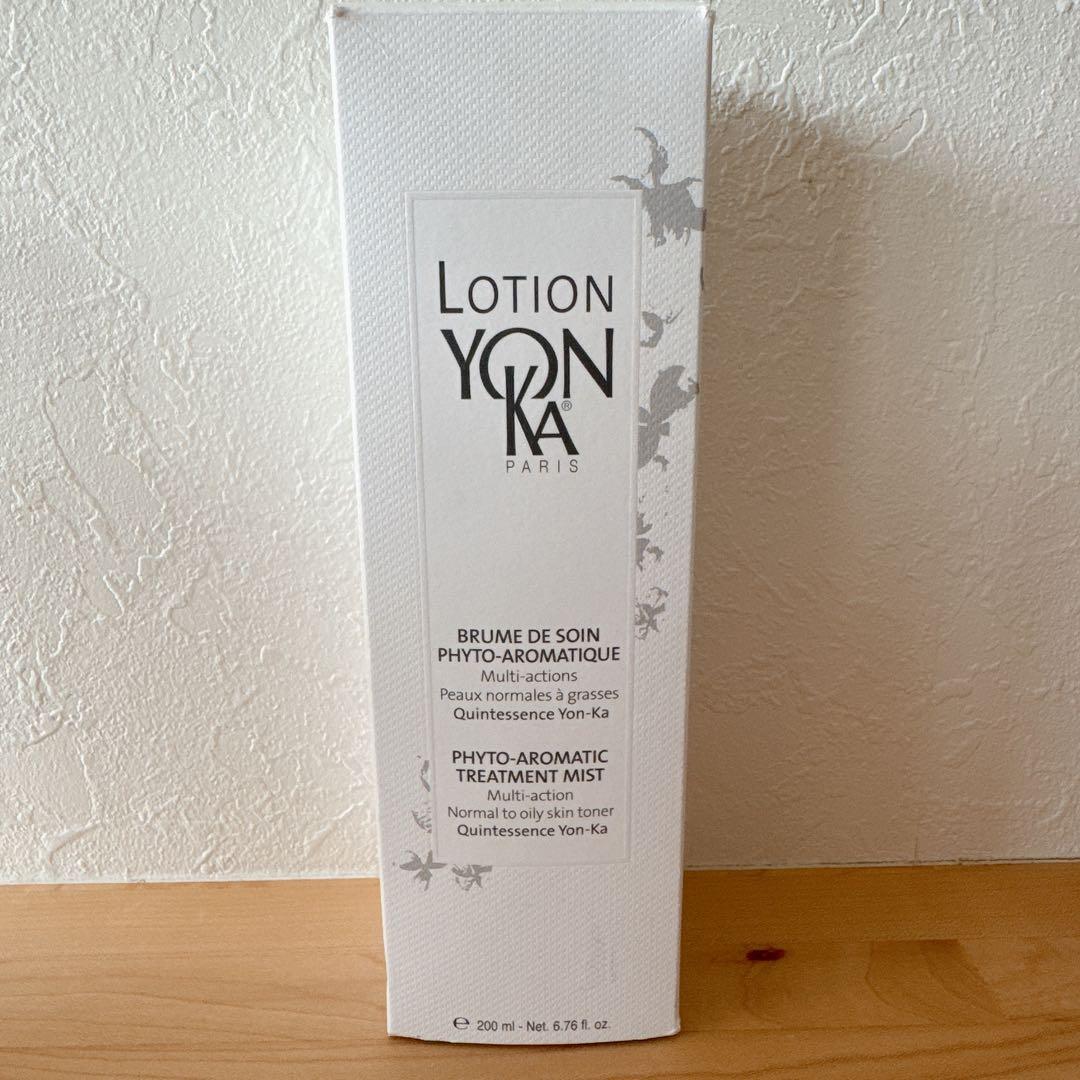 LOTION
YON
KA®
PARIS
BRUME DE SOIN
PHYTO-AROMATIQUE
Multi-actions
Peaux normales à grasses
Quintessence Yon-Ka
PHYTO-AROMATIC
TREATMENT MIST
Multi-action
Normal to oily skin toner
Quintessence Yon-Ka
℮ 200 ml - Net. 6.76 fl. oz.